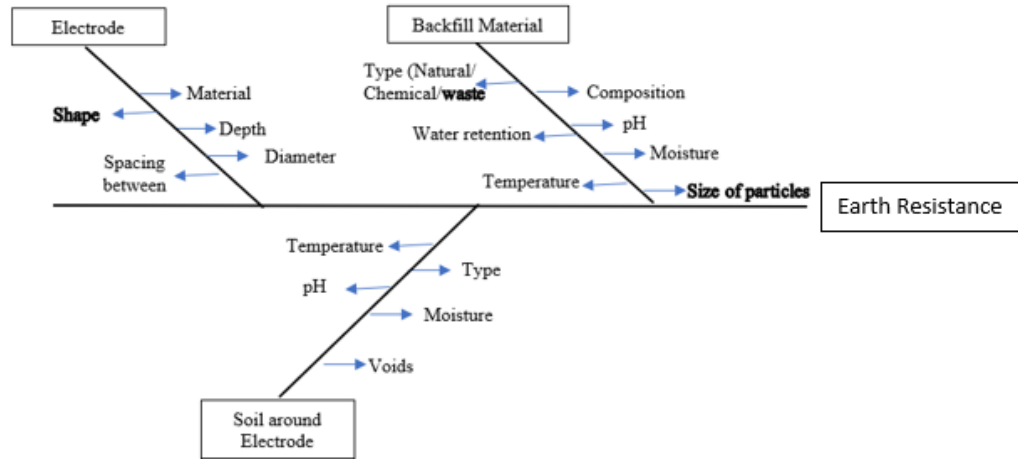 Electrode
Backfill Material
Material
Shape
Depth
Diameter
Spacing
between
Type (Natural/
Chemical/waste
Composition
pH
Water retention
Moisture
Temperature
Size of particles
Earth Resistance
Temperature
Type
pH
Moisture
Voids
Soil around
Electrode